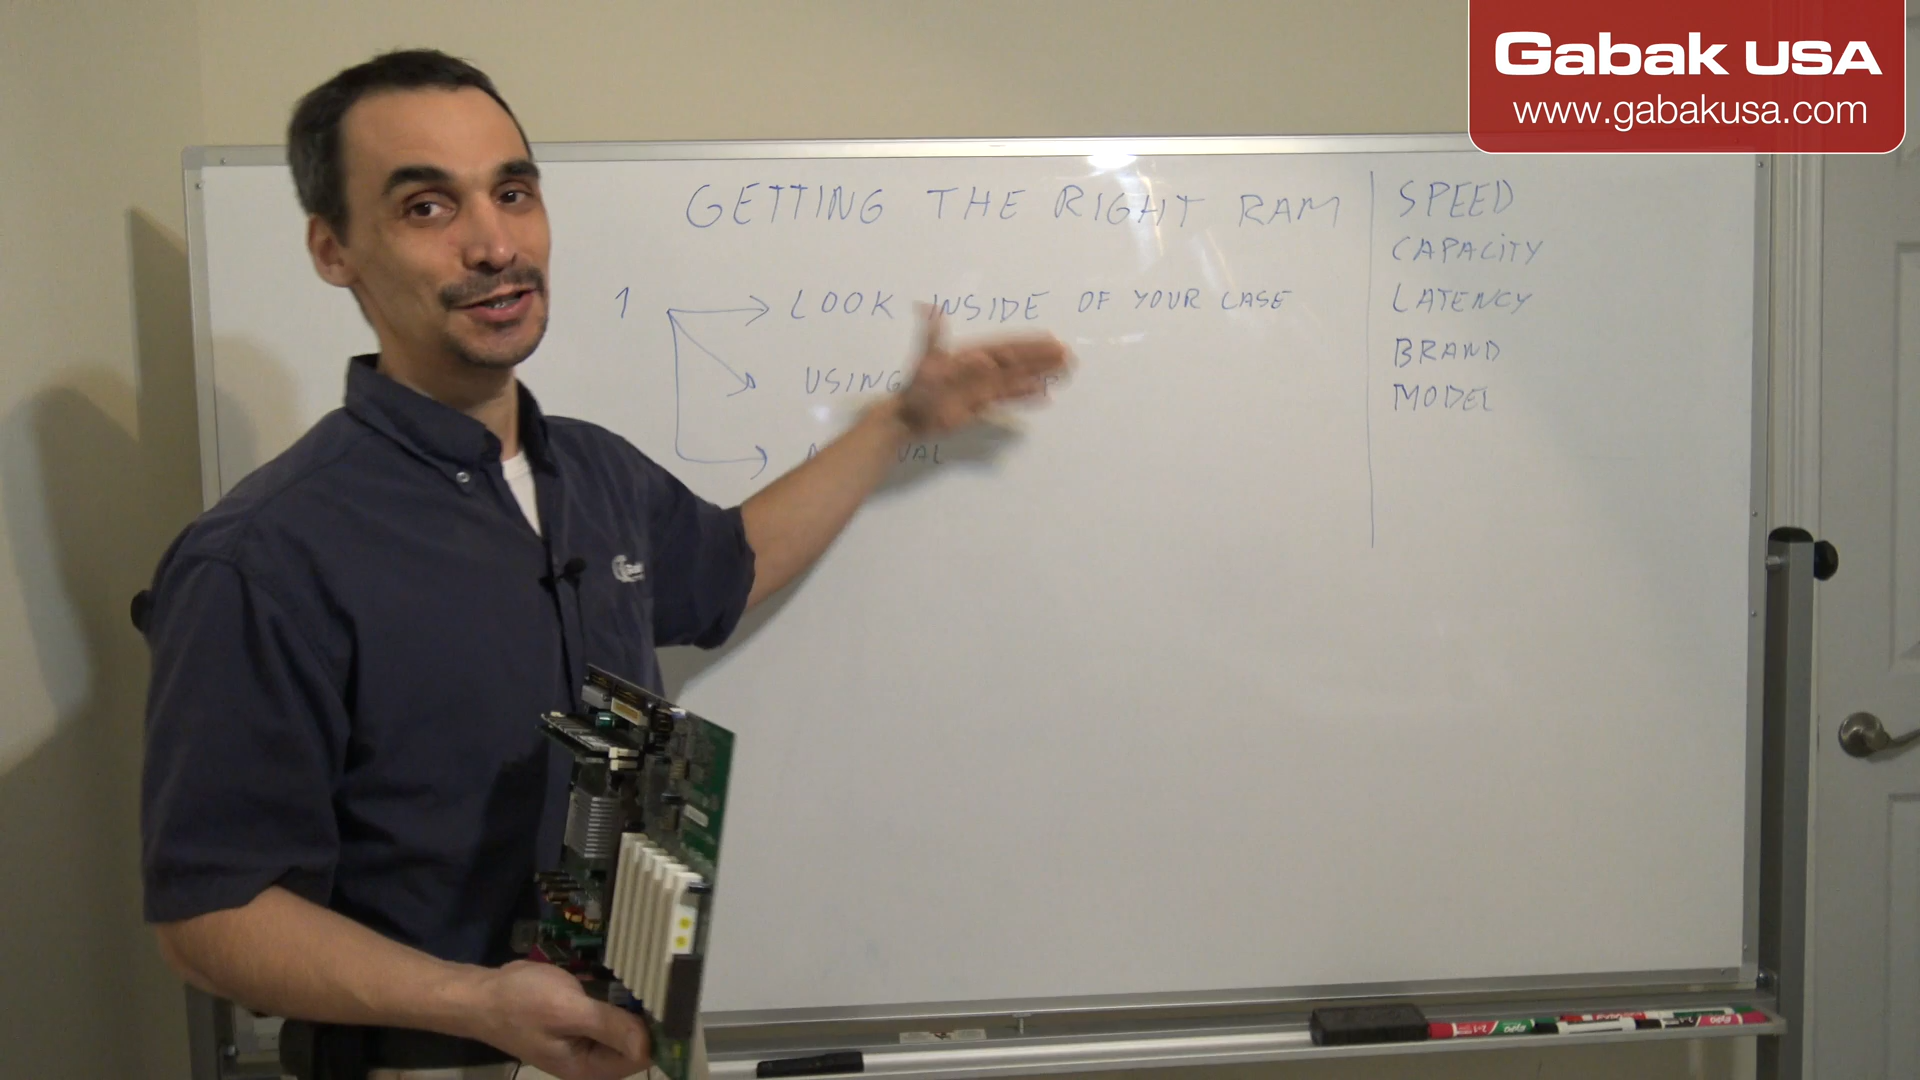 Gabak USA
www.gabakusa.com
GETTING THE RIGHT RAM
1 LOOK INSIDE OF YOUR CASE
USING
SPEED
CAPACITY
LATENCY
BRAND
MODEL